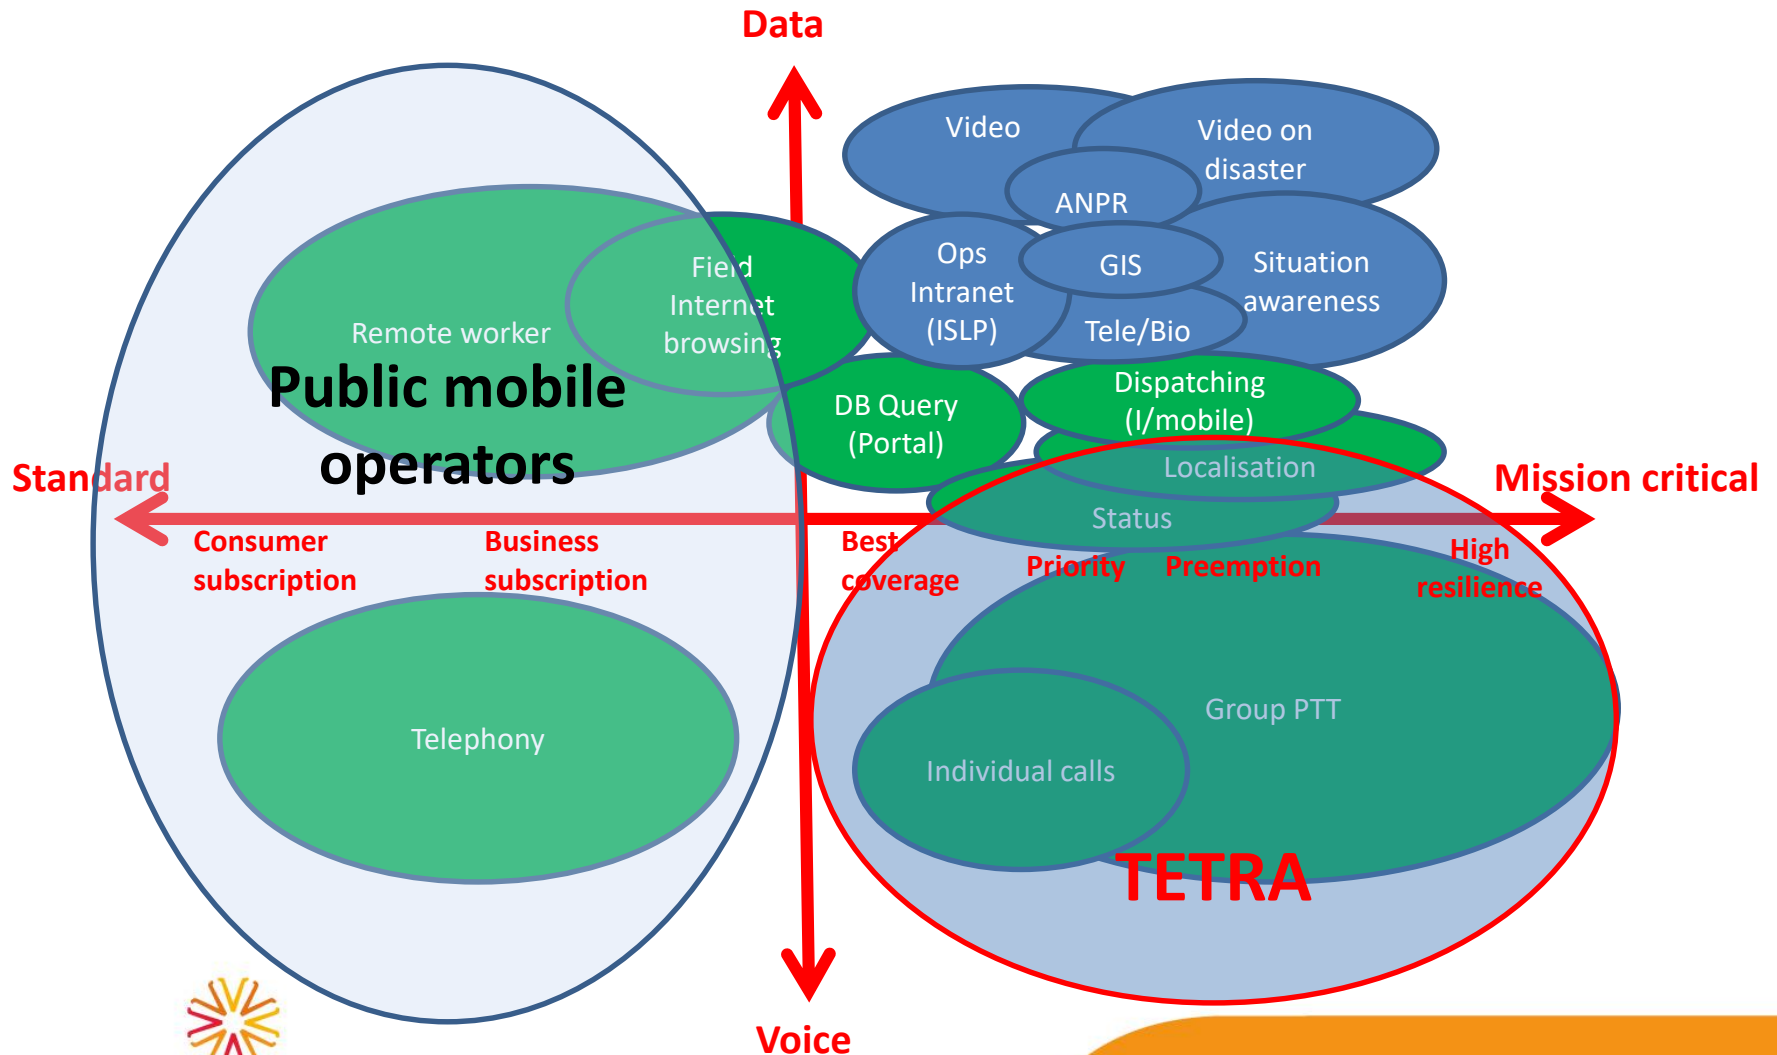 Data
Video
Video on
disaster
ANPR
Ops
Intranet
(ISLP)
GIS
Situation
awareness
Tele/Bio
Field
Internet
browsing
Remote worker
Public mobile
operators
DB Query
(Portal)
Dispatching
(I/mobile)
Localisation
Status
Standard
Mission critical
Consumer
subscription
Business
subscription
Best
coverage
Priority
Preemption
High
resilience
Telephony
Group PTT
Individual calls
TETRA
Voice